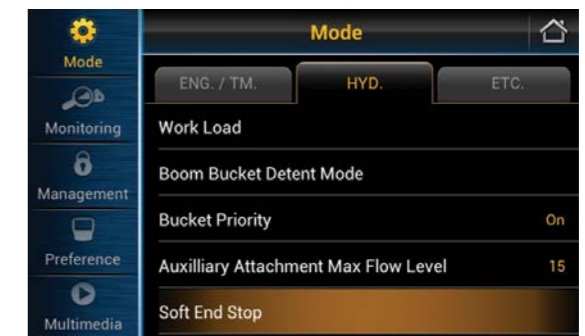 Mode
Mode
ENG. / TM.
HYD.
ETC.
Monitoring
Work Load
Boom Bucket Detent Mode
Management
Bucket Priority
On
Preference
Auxilliary Attachment Max Flow Level
15
Multimedia
Soft End Stop